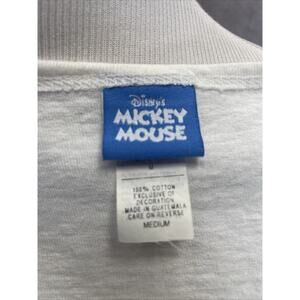 Disney's
MICKEY
MOUSE
100% COTTON
EXCLUSIVE OF
DECORATION
MADE IN GUATEMALA
CARE ON REVERSE
MEDIUM